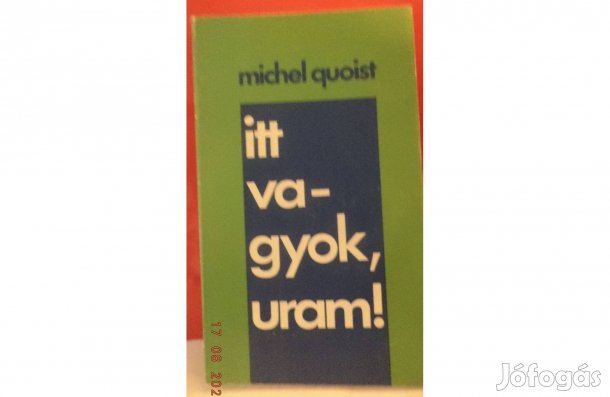 michel quoist
itt
va-
gyok,
uram!
17 06 202
Jófogás